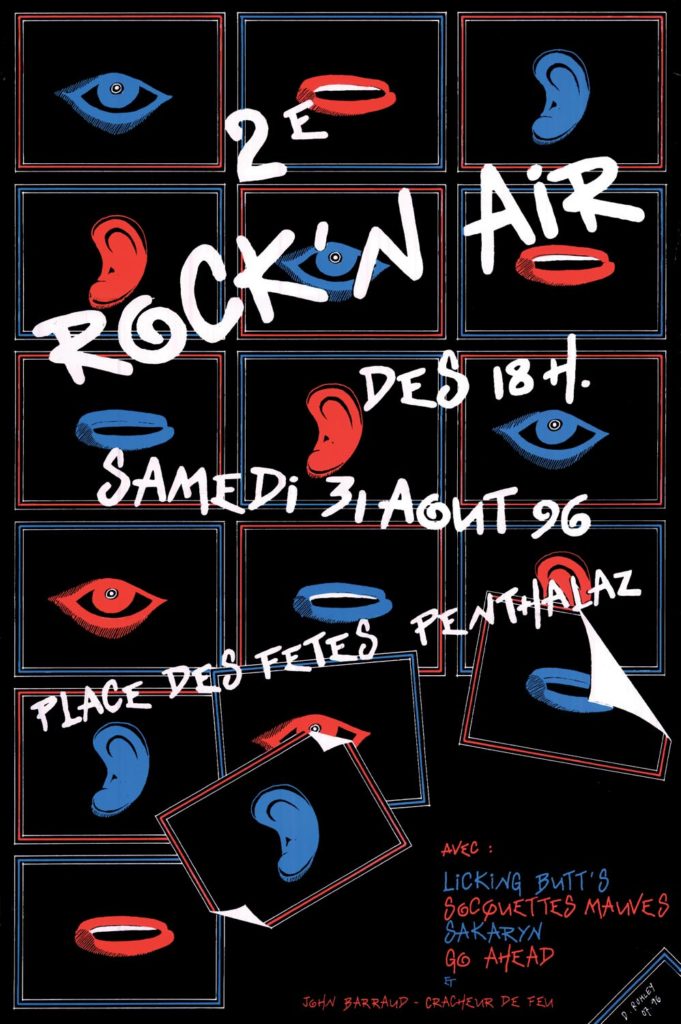 2E
ROCK'N AiR
DES 18H.
SAMEDi 31 AOUT 96
PLACE DES FETES PENTHALAZ
AVEC :
LiCKiNG BUTT'S
SOCQUETTES MAUVES
SAKARYN
GO AHEAD
&
JOHN BARRAUD - CRACHEUR DE FEU